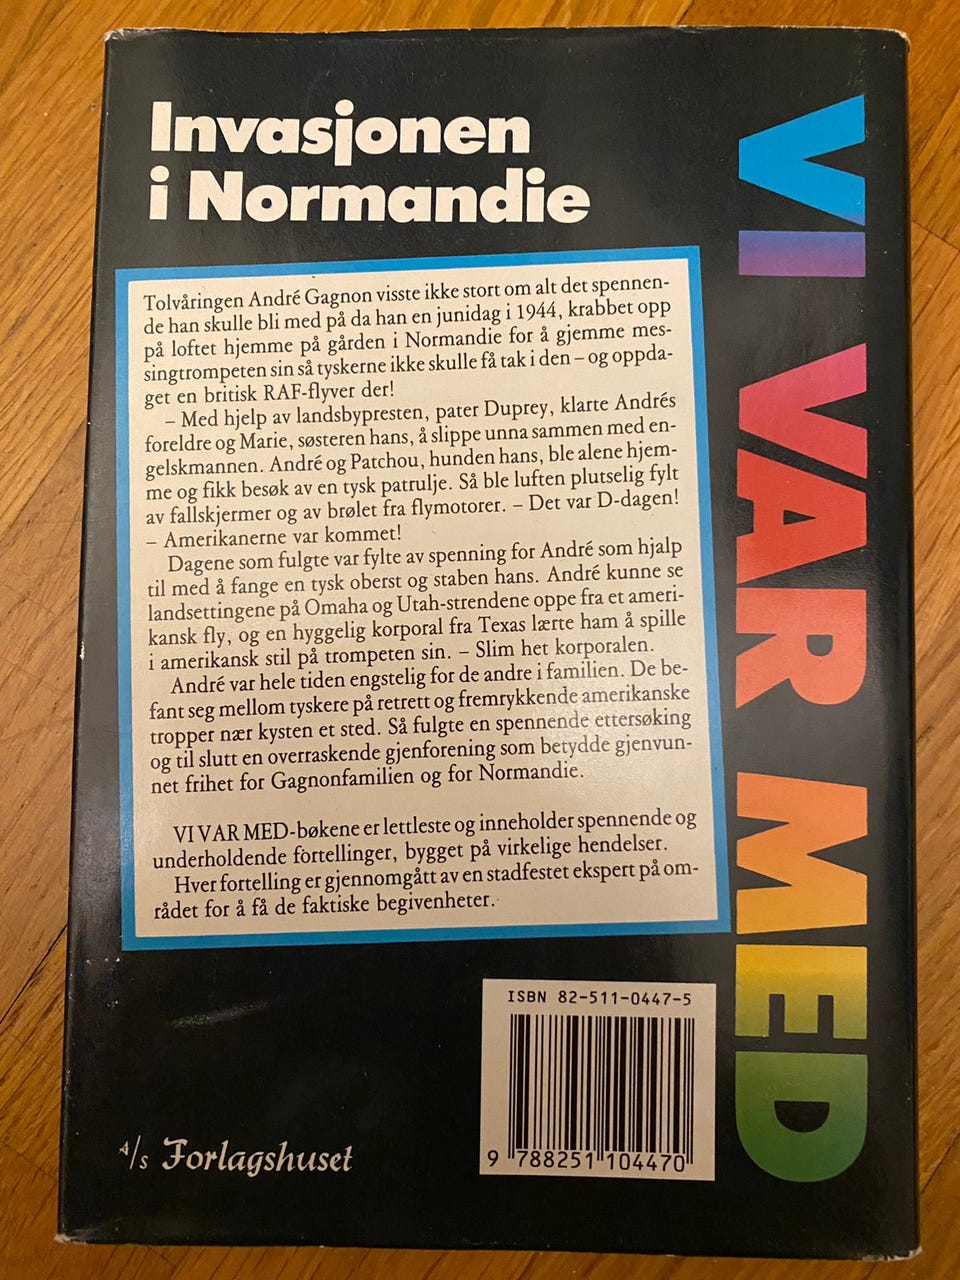 Invasjonen
i Normandie
Tolvåringen André Gagnon visste ikke stort om alt det spennen-
de han skulle bli med på da han en junidag i 1944, krabbet opp
på loftet hjemme på gården i Normandie for å gjemme mes-
singtrompeten sin så tyskerne ikke skulle få tak i den – og oppda-
get en britisk RAF-flyver der!
– Med hjelp av landsbypresten, pater Duprey, klarte Andrés
foreldre og Marie, søsteren hans, å slippe unna sammen med en-
gelskmannen. André og Patchou, hunden hans, ble alene hjem-
me og fikk besøk av en tysk patrulje. Så ble luften plutselig fylt
av fallskjermer og av brølet fra flymotorer. – Det var D-dagen!
– Amerikanerne var kommet!
Dagene som fulgte var fylte av spenning for André som hjalp
til med å fange en tysk oberst og staben hans. André kunne se
landsettingene på Omaha og Utah-strendene oppe fra et ameri-
kansk fly, og en hyggelig korporal fra Texas lærte ham å spille
i amerikansk stil på trompeten sin. – Slim het korporalen.
André var hele tiden engstelig for de andre i familien. De be-
fant seg mellom tyskere på retrett og fremrykkende amerikanske
tropper nær kysten et sted. Så fulgte en spennende ettersøking
og til slutt en overraskende gjenforening som betydde gjenvun-
net frihet for Gagnonfamilien og for Normandie.
VI VAR MED-bøkene er lettleste og inneholder spennende og
underholdende fortellinger, bygget på virkelige hendelser.
Hver fortelling er gjennomgått av en stadfestet ekspert på om-
rådet for å få de faktiske begivenheter.
VI VAR MED
ISBN 82-511-0447-5
9 788251 104470
A/s Forlagshuset